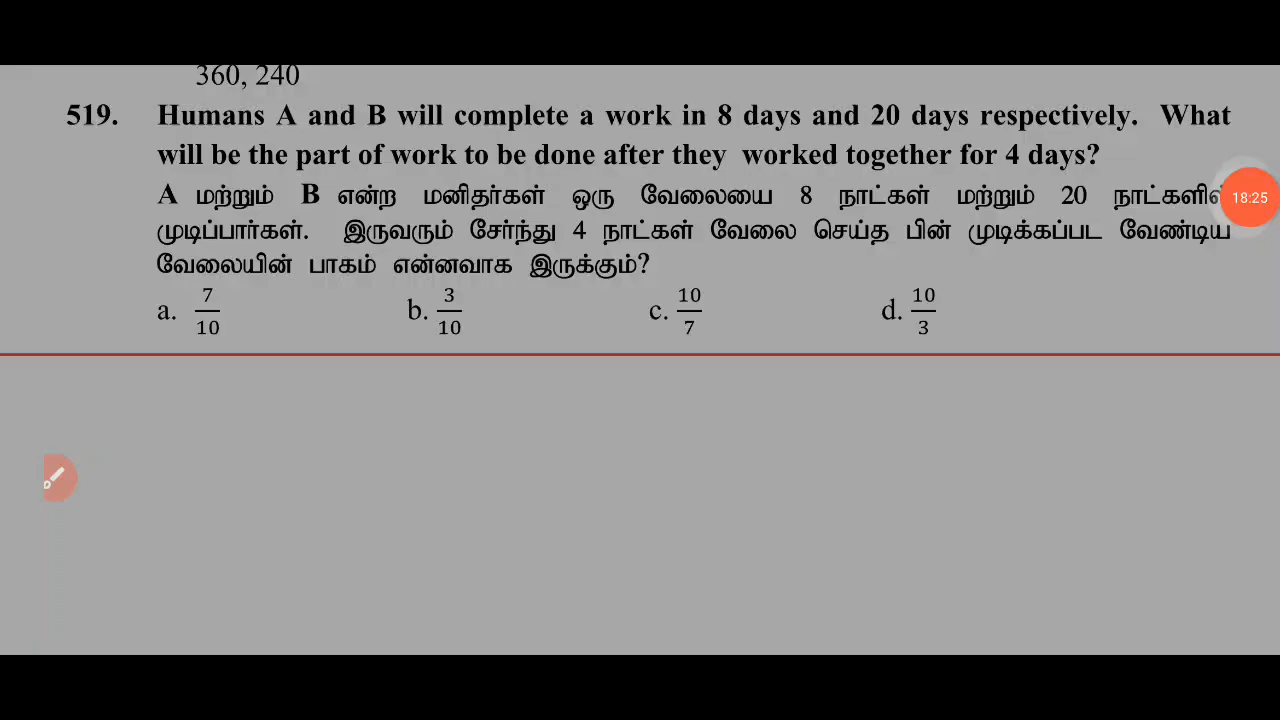 360, 240
519. Humans A and B will complete a work in 8 days and 20 days respectively. What
will be the part of work to be done after they worked together for 4 days?
A மற்றும் B என்ற மனிதர்கள் ஒரு வேலையை 8 நாட்கள் மற்றும் 20 நாட்களில்
18:25
முடிப்பார்கள். இருவரும் சேர்ந்து 4 நாட்கள் வேலை செய்த பின் முடிக்கப்பட வேண்டிய
வேலையின் பாகம் என்னவாக இருக்கும்?
a. 7/10 b. 3/10 c. 10/7 d. 10/3